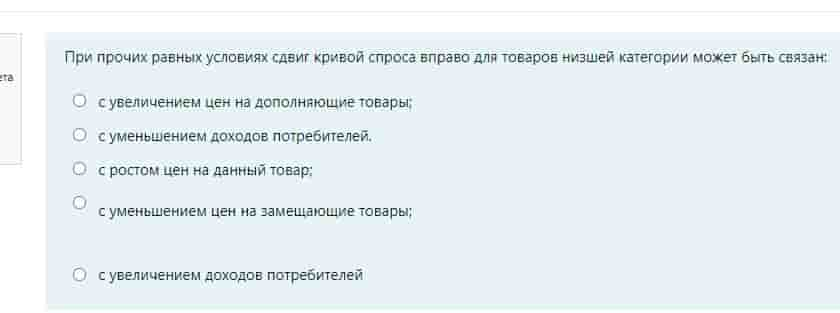 При прочих равных условиях сдвиг кривой спроса вправо для товаров низшей категории может быть связан:
ета
с увеличением цен на дополняющие товары;
с уменьшением доходов потребителей.
с ростом цен на данный товар;
с уменьшением цен на замещающие товары;
с увеличением доходов потребителей